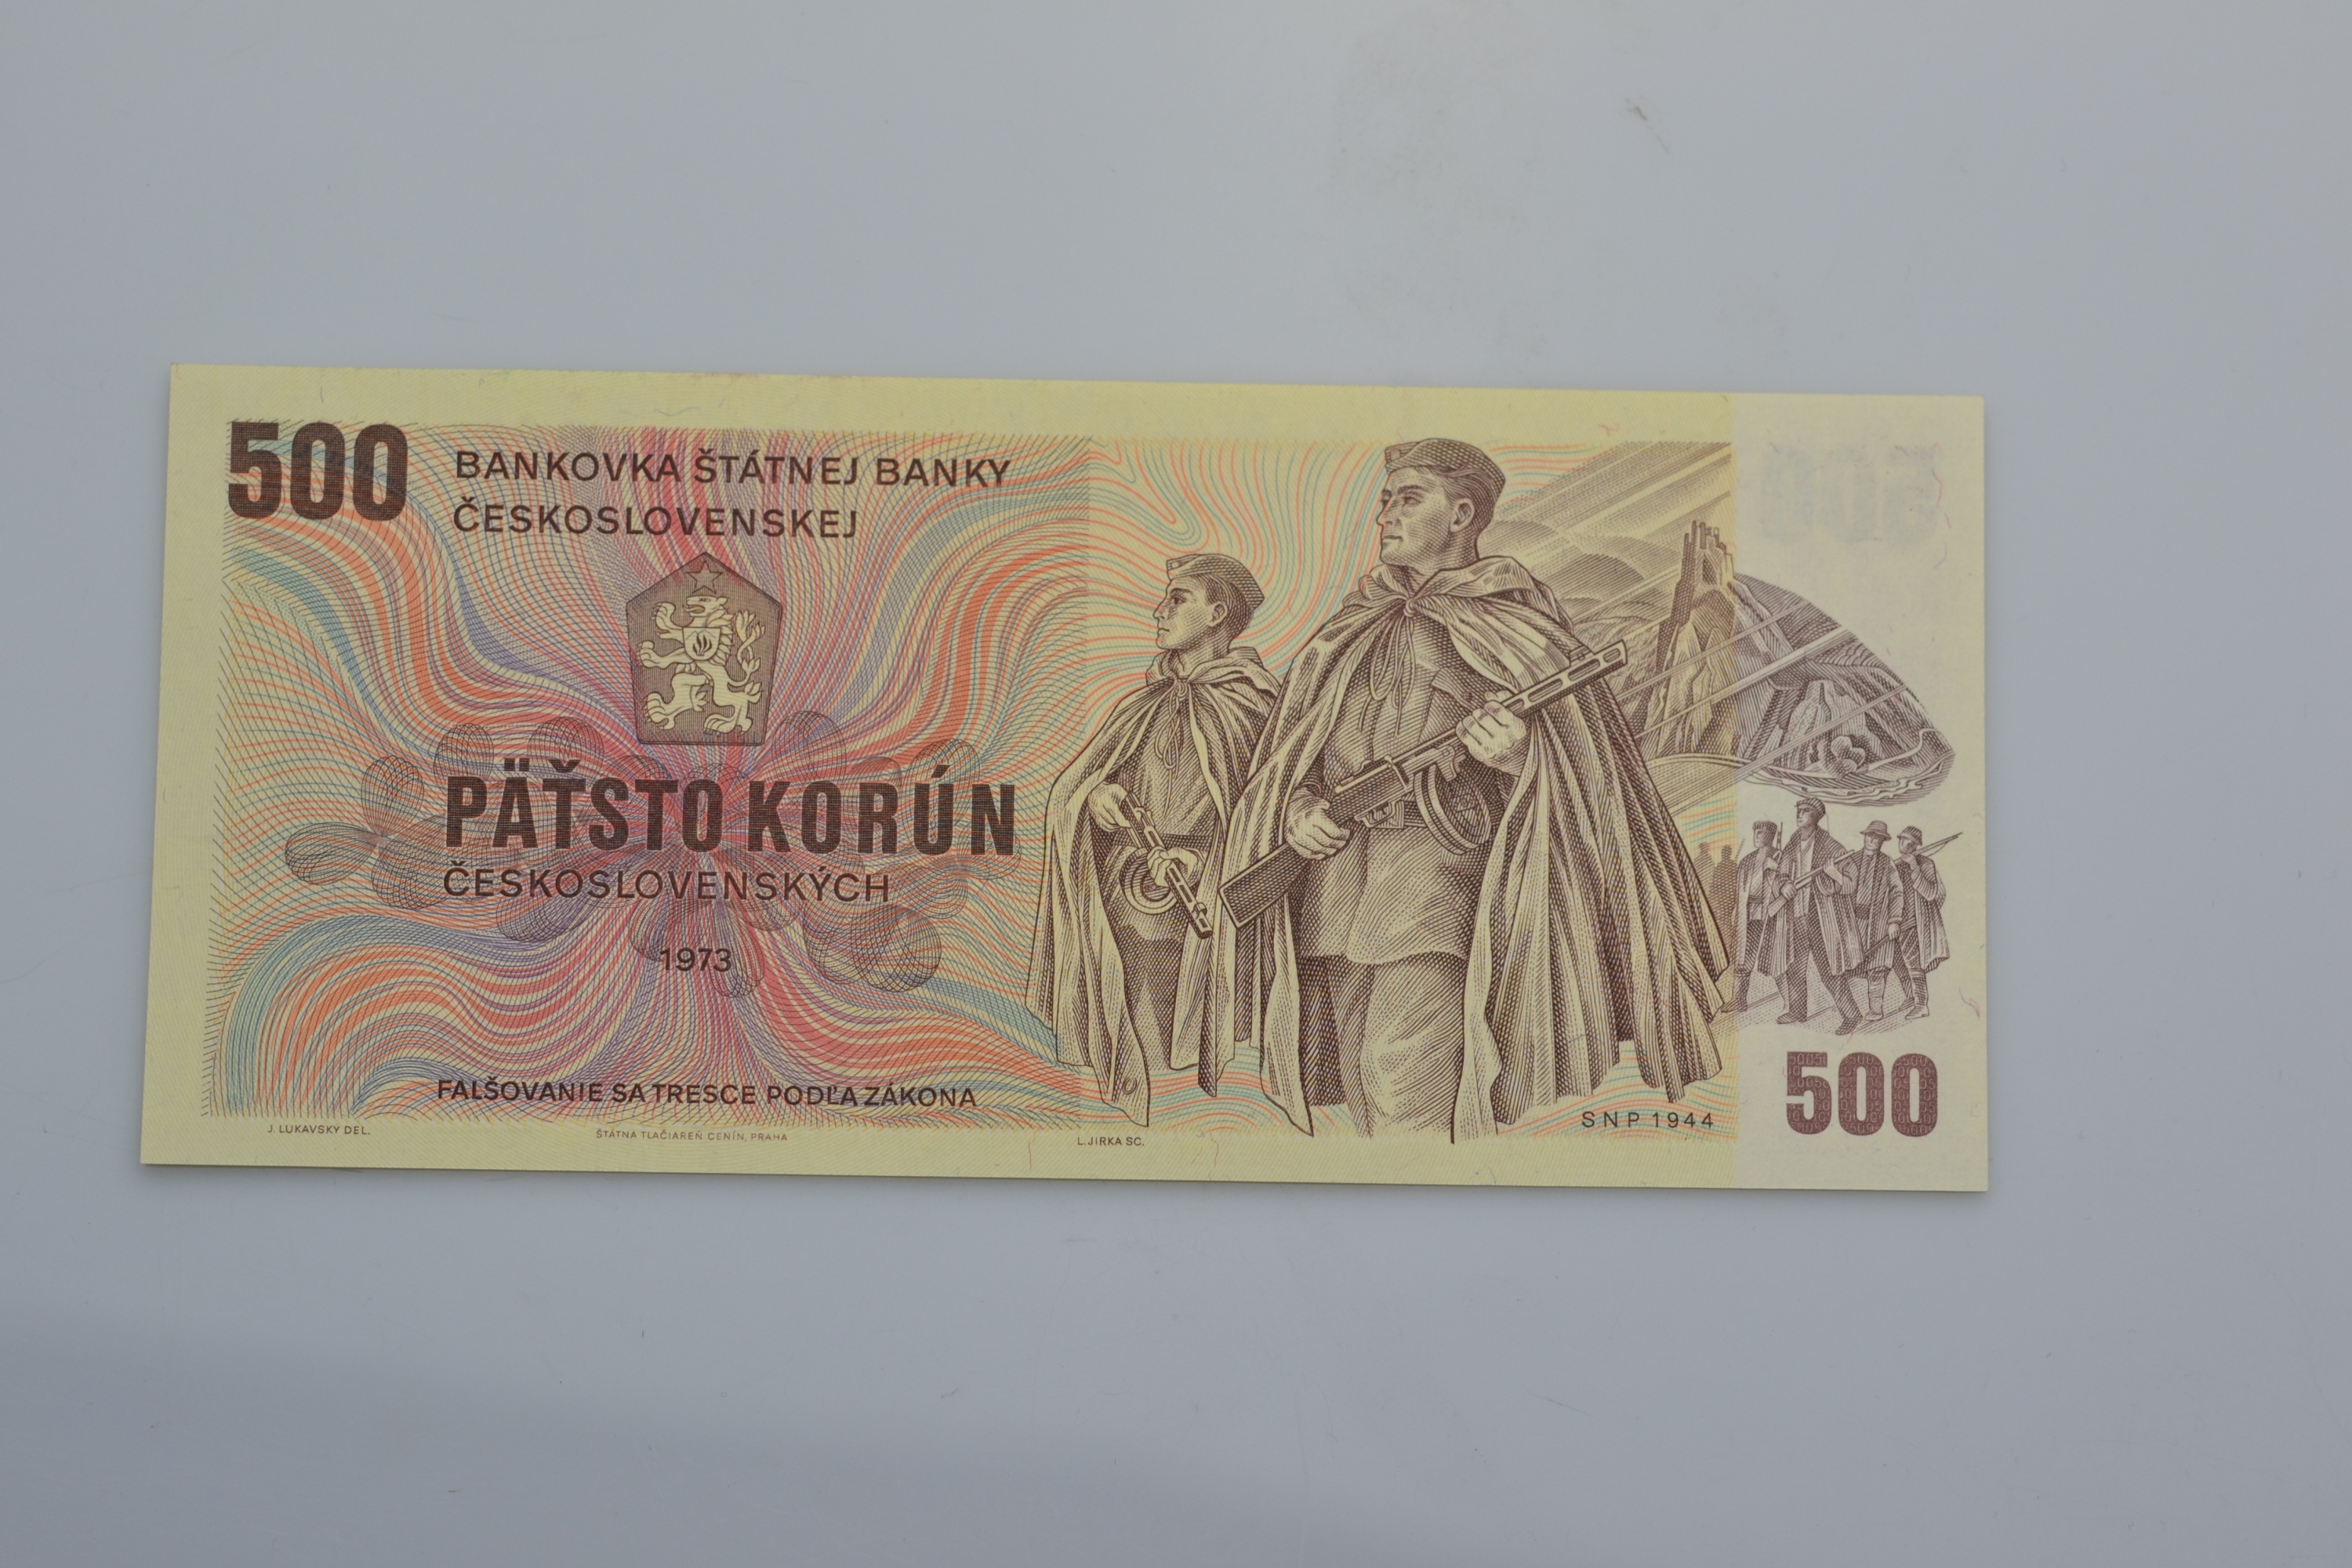 500
BANKOVKA ŠTÁTNEJ BANKY
ČESKOSLOVENSKEJ
PÄŤSTO KORÚN
ČESKOSLOVENSKÝCH
1973
FALŠOVANIE SA TRESCE PODĽA ZÁKONA
SNP 1944
500
J. LUKAVSKÝ DEL.
ŠTÁTNA TLAČIAREŇ CENÍN, PRAHA
L. JIRKA SC.